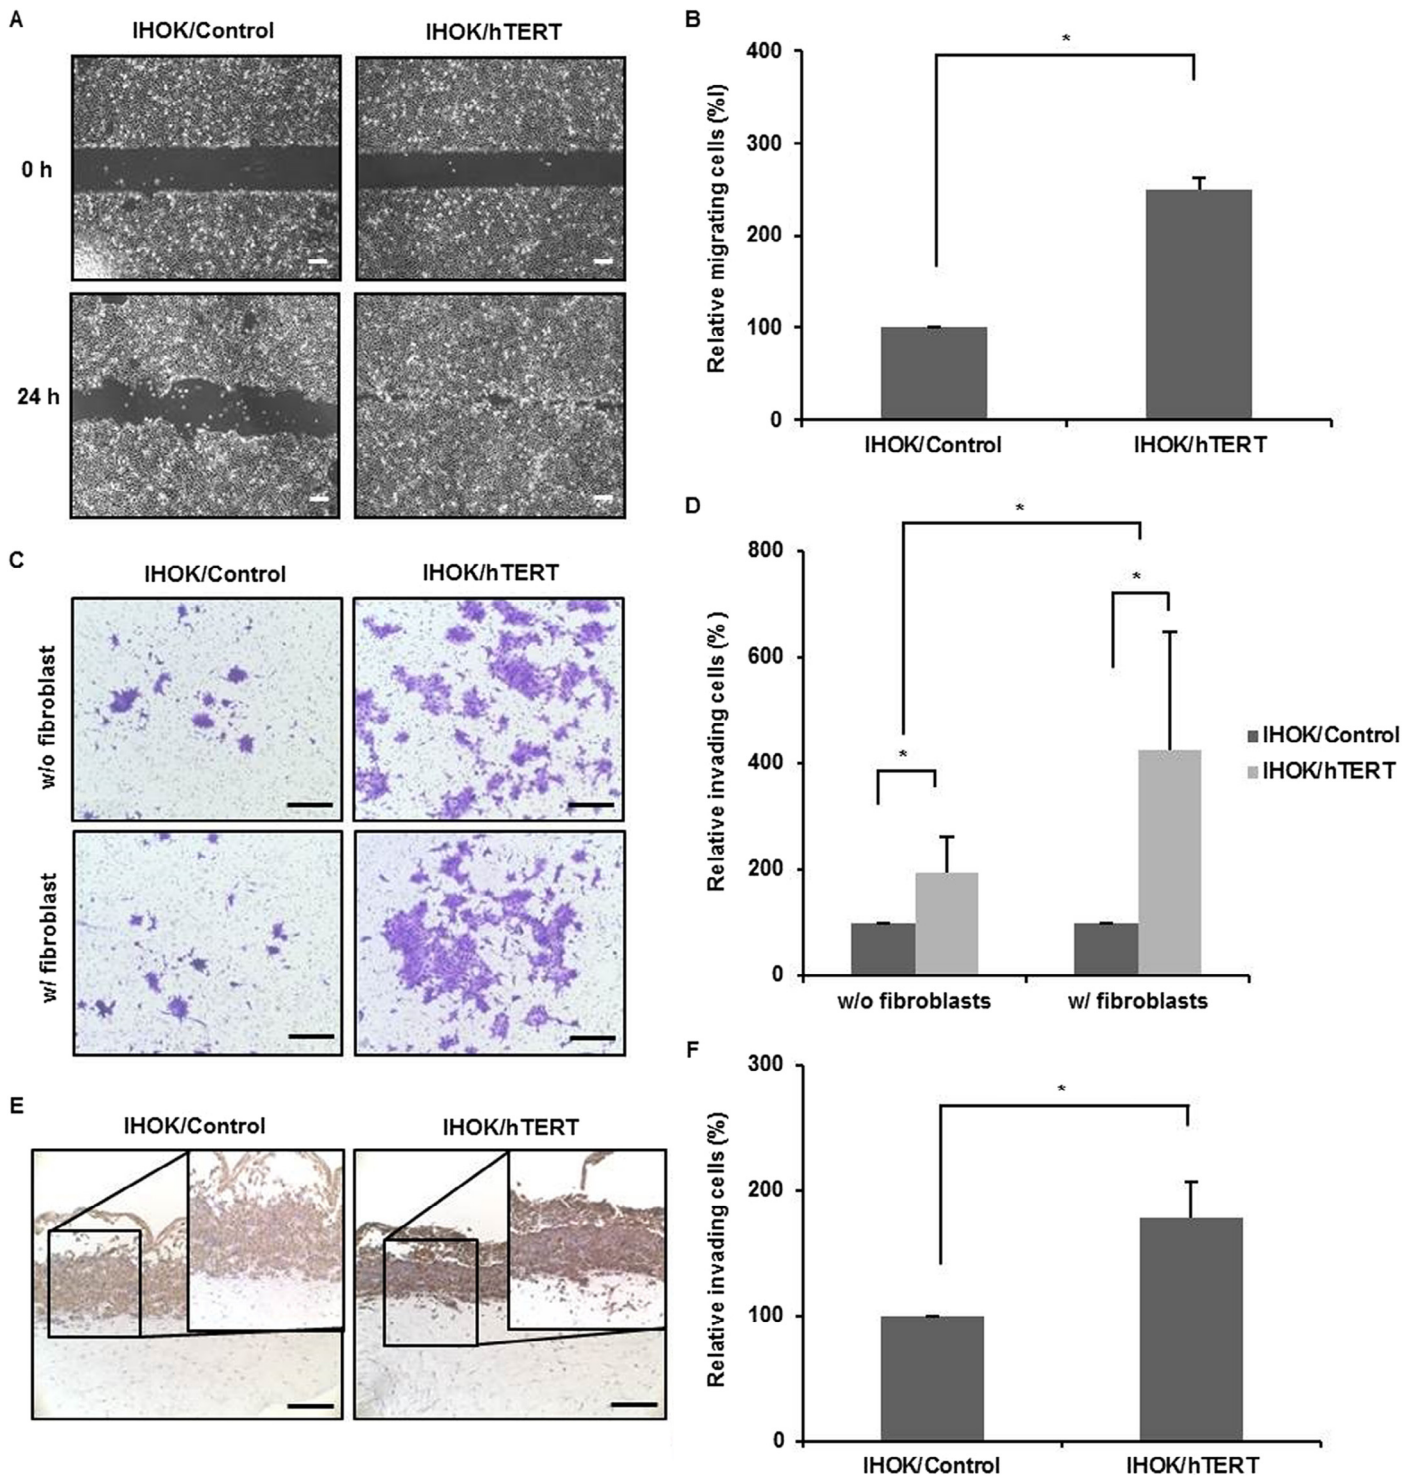 A
IHOK/Control
IHOK/hTERT
0 h
24 h
B
*
400
300
200
100
0
Relative migrating cells (%l)
IHOK/Control
IHOK/hTERT
C
IHOK/Control
IHOK/hTERT
w/o fibroblast
w/ fibroblast
D
*
*
*
800
600
400
200
0
Relative invading cells (% )
w/o fibroblasts
w/ fibroblasts
IHOK/Control
IHOK/hTERT
E
IHOK/Control
IHOK/hTERT
F
*
300
200
100
0
Relative invading cells (%)
IHOK/Control
IHOK/hTERT